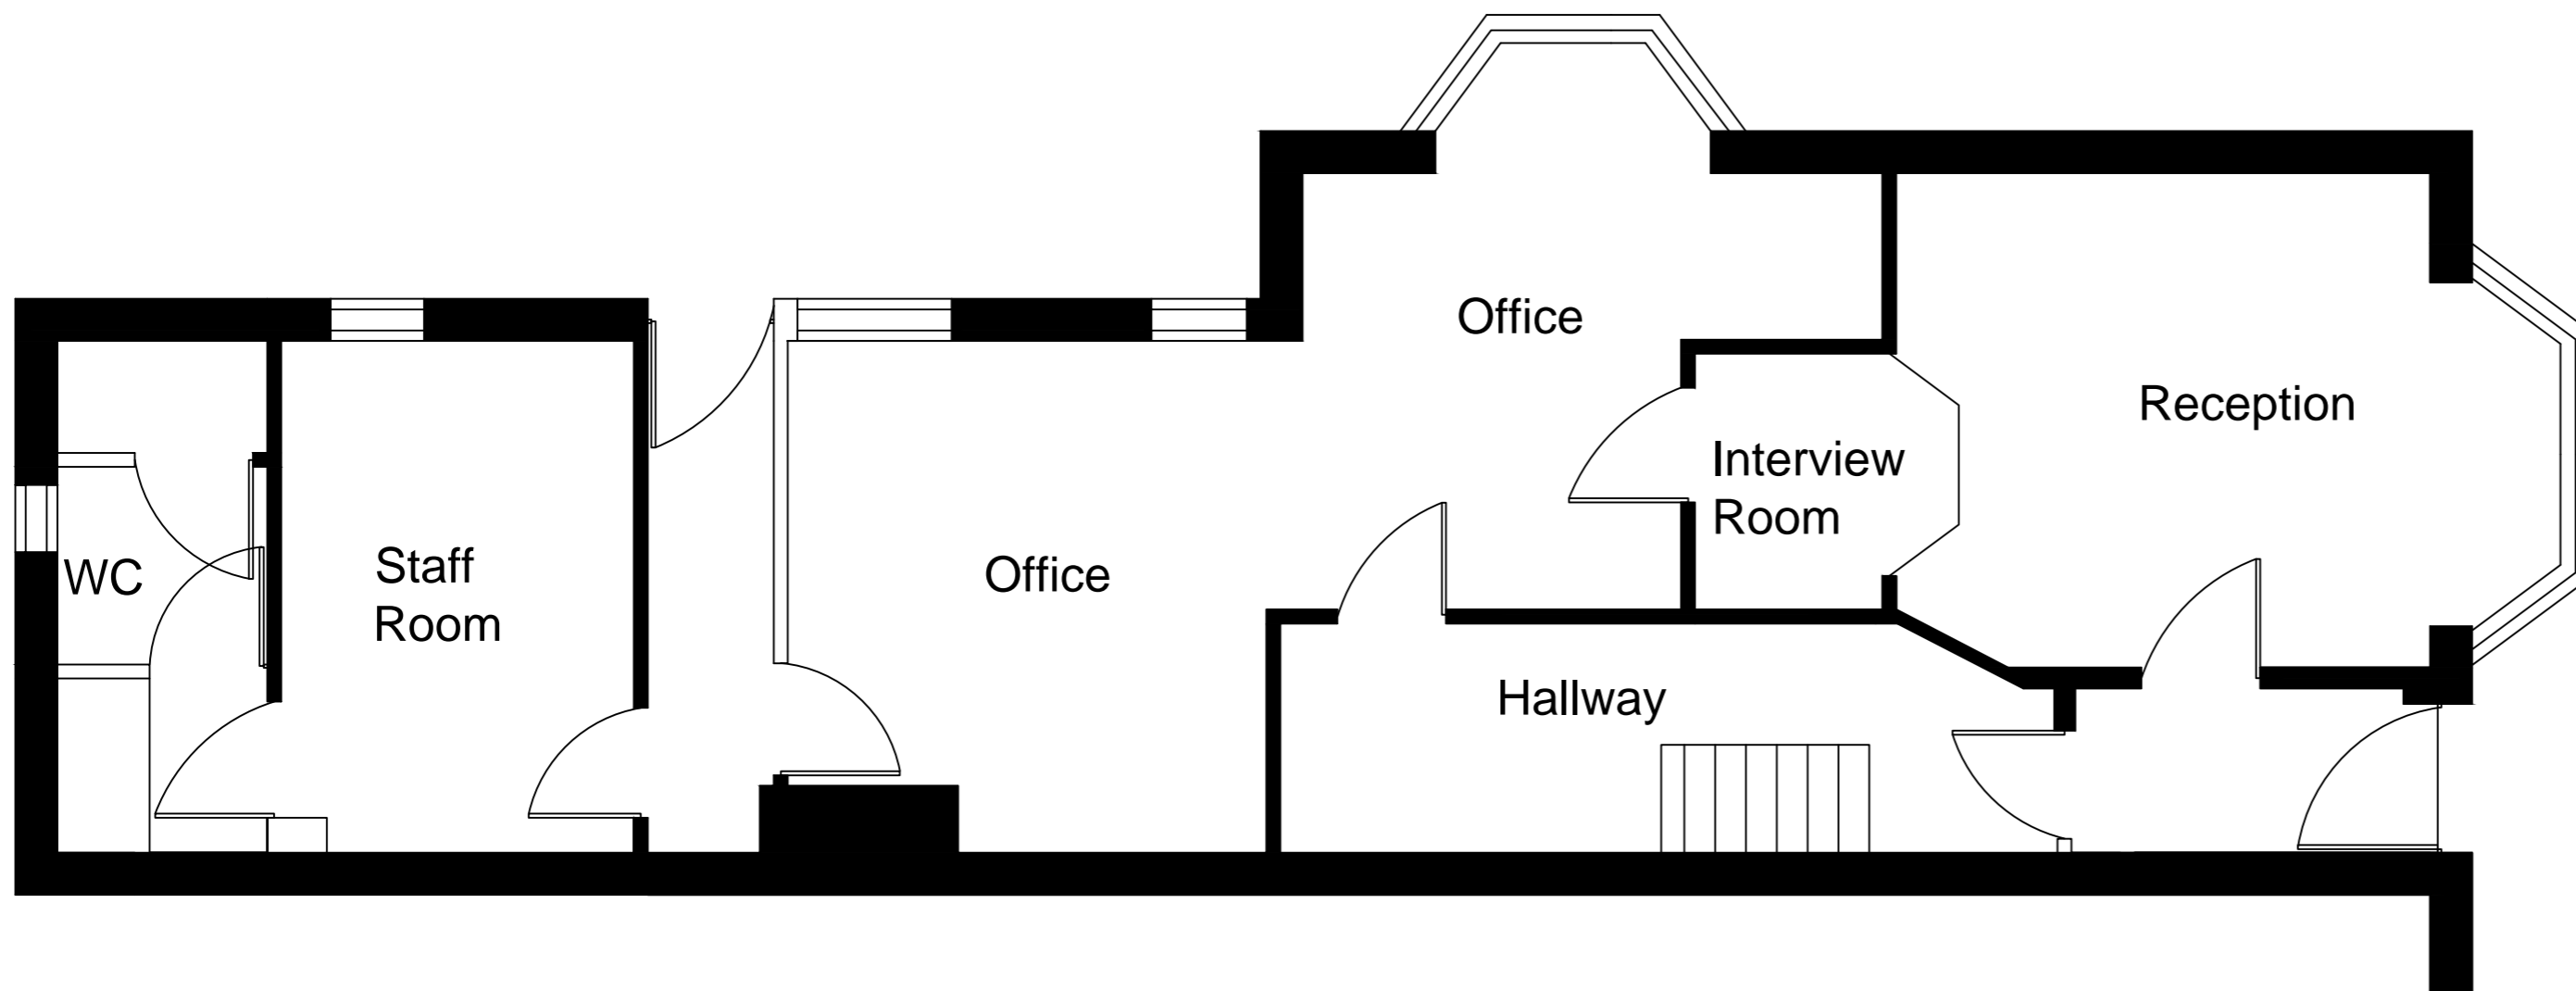 Office
Reception
Interview
Room
WC
Staff
Room
Office
Hallway